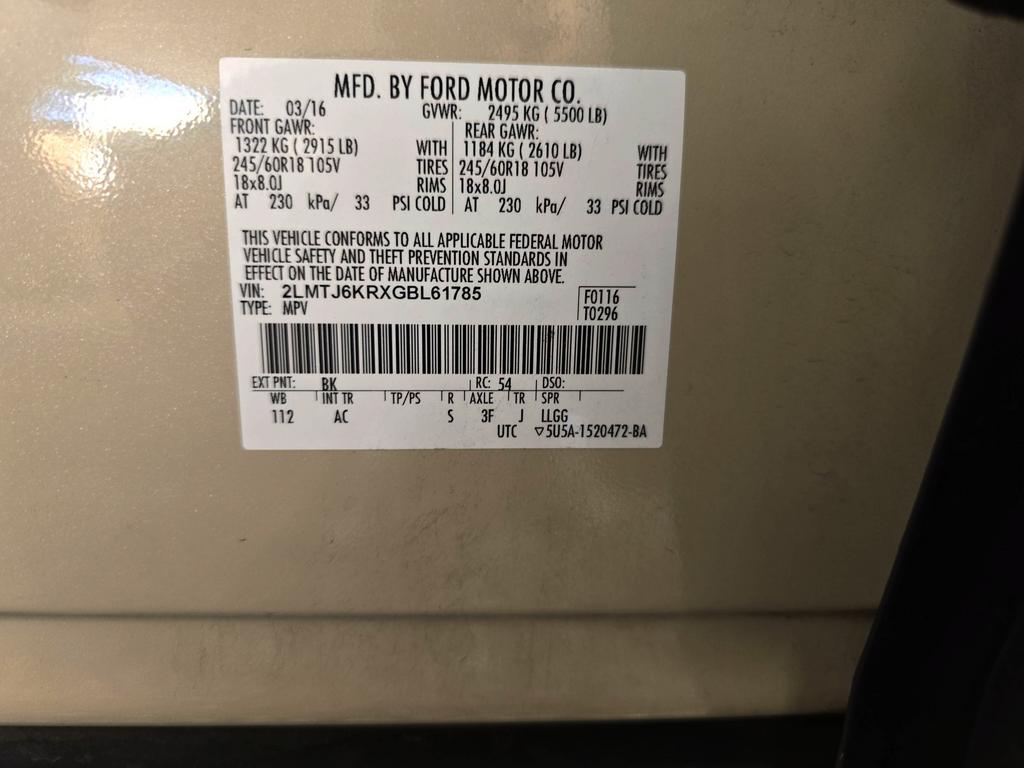 MFD. BY FORD MOTOR CO.
DATE: 03/16 GVWR: 2495 KG ( 5500 LB)
FRONT GAWR: REAR GAWR:
1322 KG ( 2915 LB) WITH 1184 KG ( 2610 LB) WITH
245/60R18 105V TIRES 245/60R18 105V TIRES
18x8.0J RIMS 18x8.0J RIMS
AT 230 kPa/ 33 PSI COLD AT 230 kPa/ 33 PSI COLD
THIS VEHICLE CONFORMS TO ALL APPLICABLE FEDERAL MOTOR
VEHICLE SAFETY AND THEFT PREVENTION STANDARDS IN
EFFECT ON THE DATE OF MANUFACTURE SHOWN ABOVE.
VIN: 2LMTJ6KRXGBL61785 F0116
TYPE: MPV T0296
EXT PNT: BK RC: 54 DSO:
WB INT TR TP/PS R AXLE TR SPR
112 AC S 3F J LLGG
UTC ▽5U5A-1520472-BA